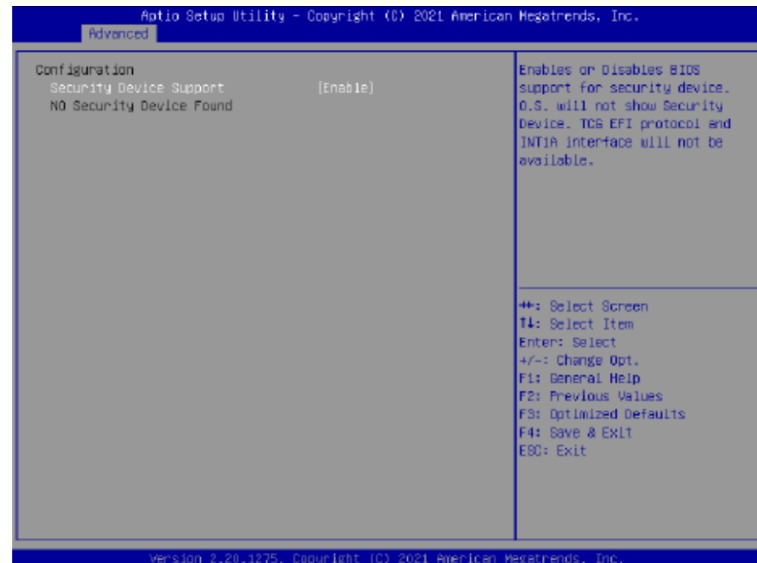 Aptio Setup Utility - Copyright (C) 2021 American Megatrends, Inc.
Advanced
Configuration
Security Device Support [Enable]
NO Security Device Found
Enables or Disables BIOS
support for security device.
O.S. will not show Security
Device. TCG EFI protocol and
INT1A interface will not be
available.
→←: Select Screen
↑↓: Select Item
Enter: Select
+/-: Change Opt.
F1: General Help
F2: Previous Values
F3: Optimized Defaults
F4: Save & Exit
ESC: Exit
Version 2.20.1275. Copyright (C) 2021 American Megatrends, Inc.